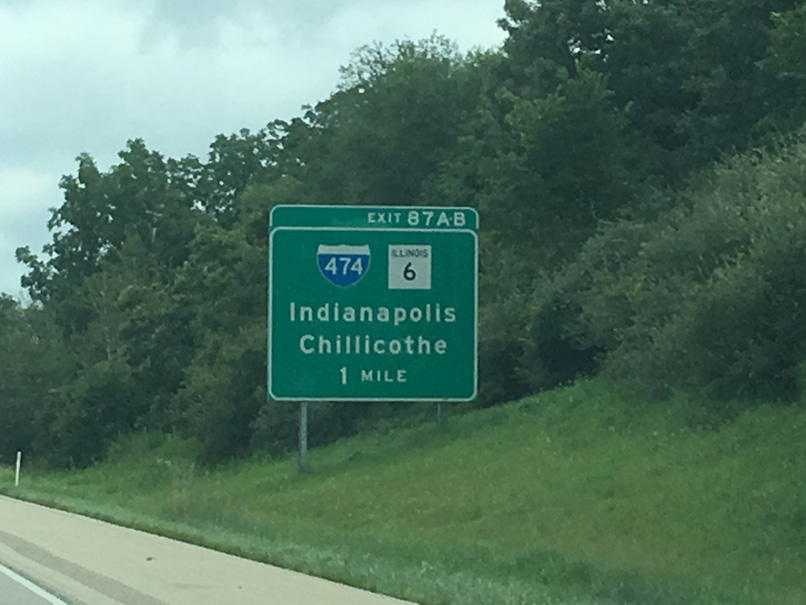 EXIT 87A-B
474
ILLINOIS
6
Indianapolis
Chillicothe
1 MILE